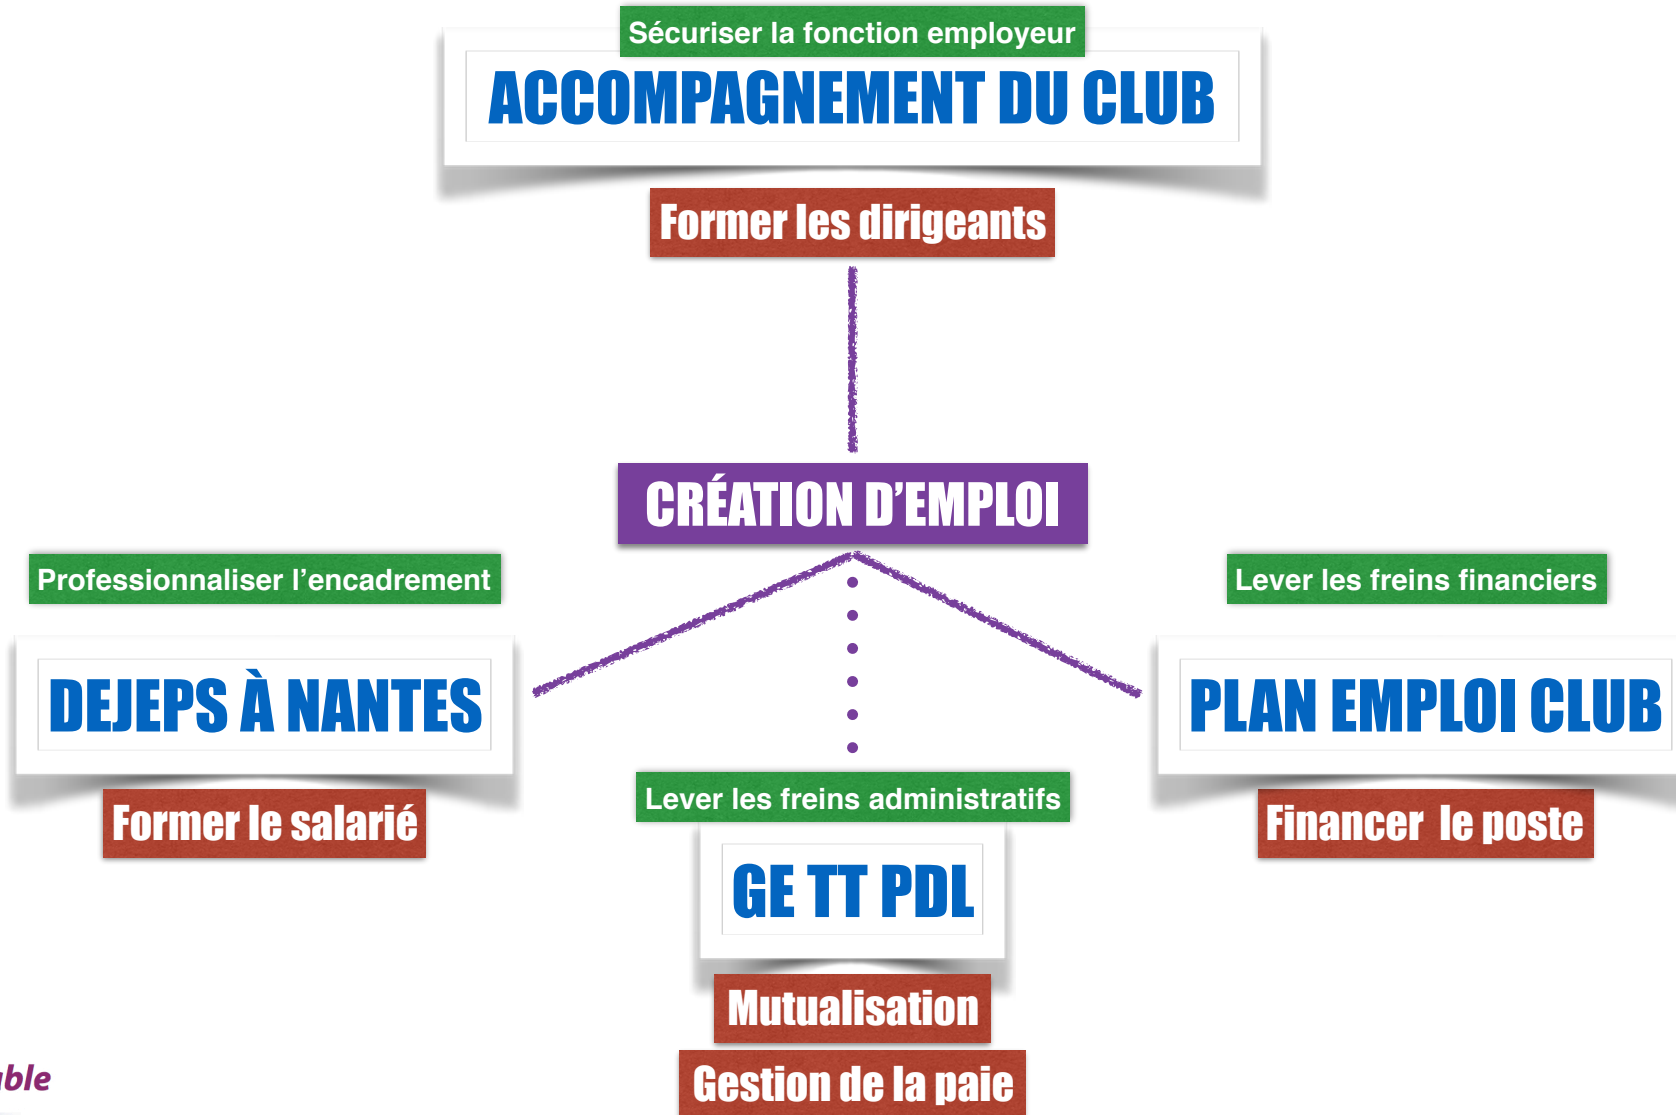 Sécuriser la fonction employeur
ACCOMPAGNEMENT DU CLUB
Former les dirigeants
CRÉATION D’EMPLOI
Professionnaliser l’encadrement
DEJEPS À NANTES
Former le salarié
Lever les freins financiers
PLAN EMPLOI CLUB
Financer le poste
Lever les freins administratifs
GE TT PDL
Mutualisation
Gestion de la paie